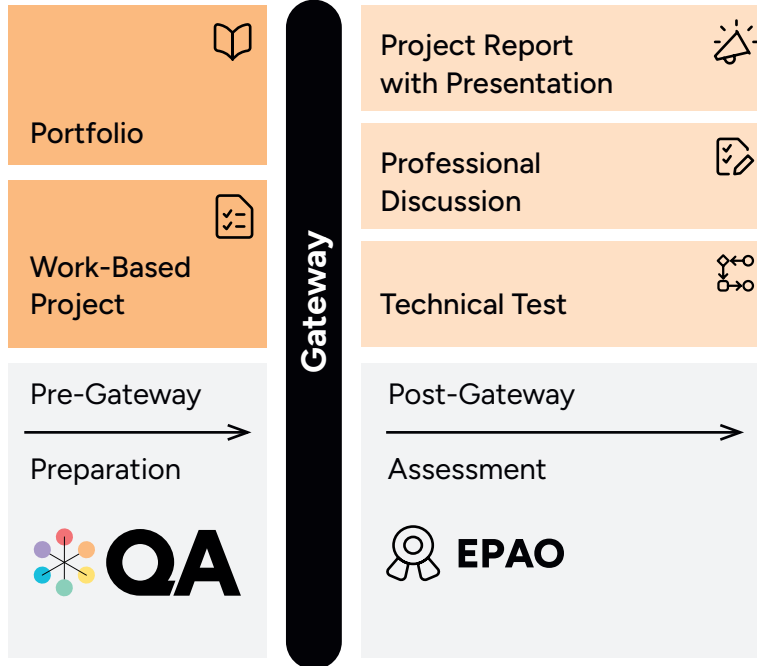 Portfolio
Work-Based
Project
Pre-Gateway
Preparation
QA
Gateway
Project Report
with Presentation
Professional
Discussion
Technical Test
Post-Gateway
Assessment
EPAO